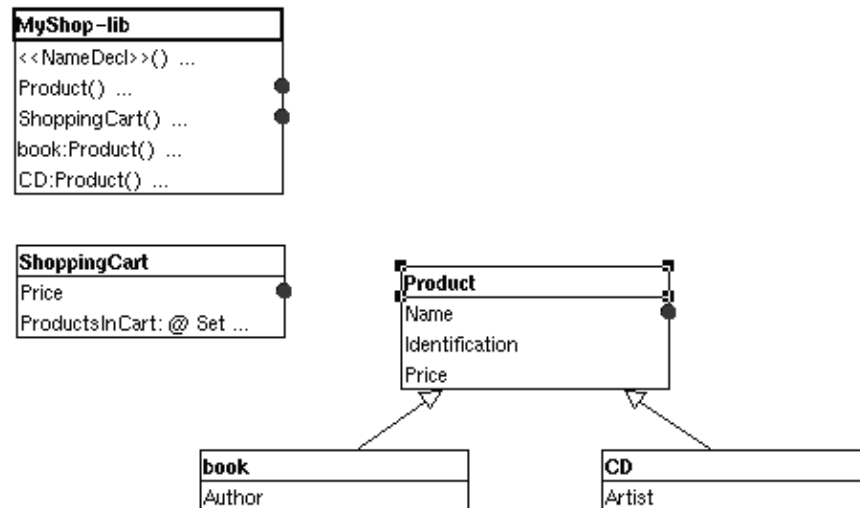 MyShop-lib
<<NameDecl>>() ...
Product() ...
ShoppingCart() ...
book:Product() ...
CD:Product() ...
ShoppingCart
Price
ProductsInCart: @ Set ...
Product
Name
Identification
Price
book
Author
CD
Artist